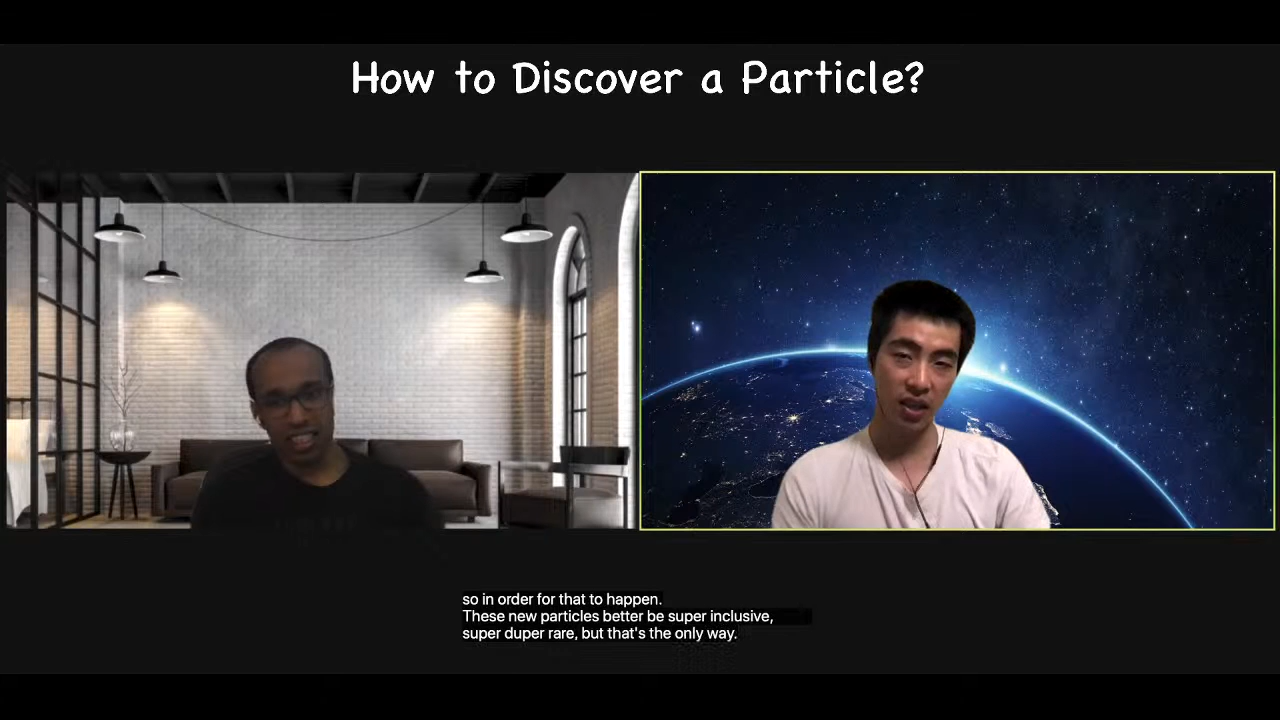 How to Discover a Particle?
so in order for that to happen.
These new particles better be super inclusive,
super duper rare, but that's the only way.